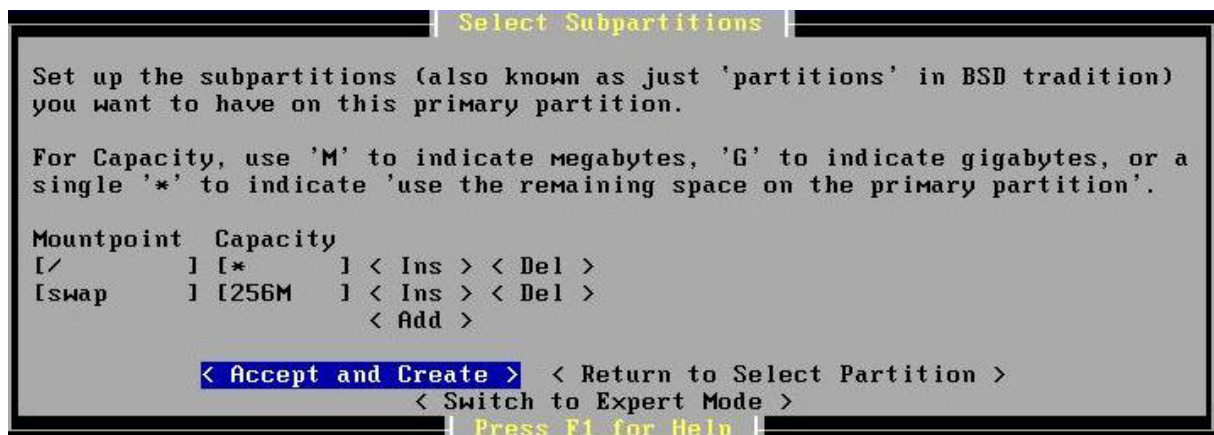 Select Subpartitions
Set up the subpartitions (also known as just 'partitions' in BSD tradition)
you want to have on this primary partition.
For Capacity, use 'M' to indicate megabytes, 'G' to indicate gigabytes, or a
single '*' to indicate 'use the remaining space on the primary partition'.
Mountpoint Capacity
[/ ] [* ] < Ins > < Del >
[swap ] [256M ] < Ins > < Del >
< Add >
< Accept and Create > < Return to Select Partition >
< Switch to Expert Mode >
Press F1 for Help